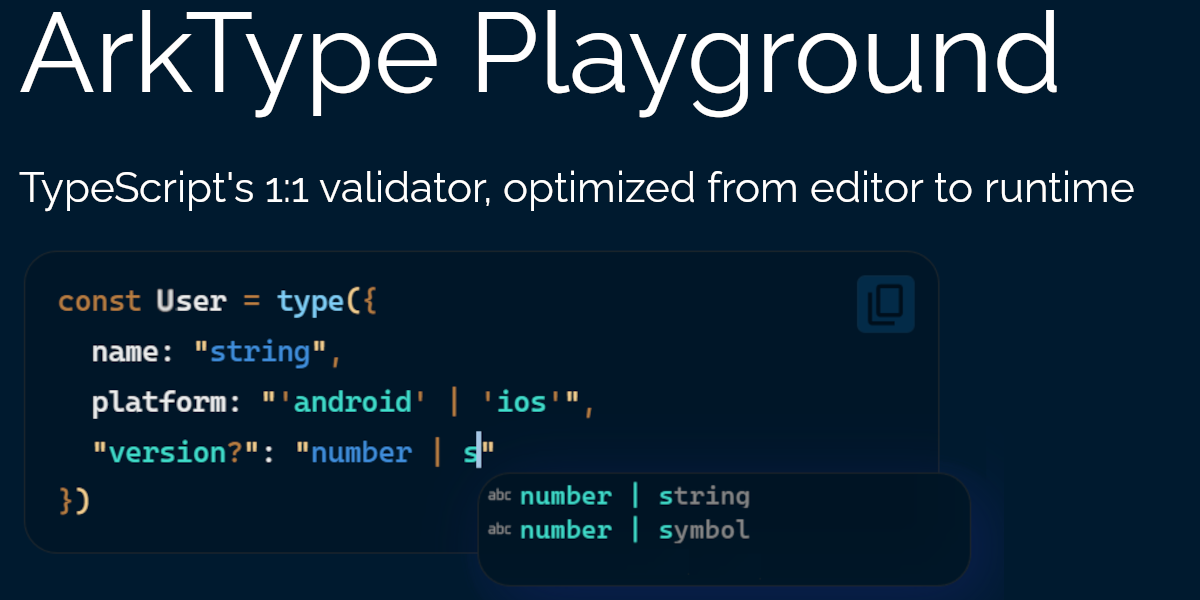 ArkType Playground
TypeScript's 1:1 validator, optimized from editor to runtime
const User = type({
name: "string",
platform: "'android' | 'ios'",
"version?": "number | s"
})
abc number | string
abc number | symbol